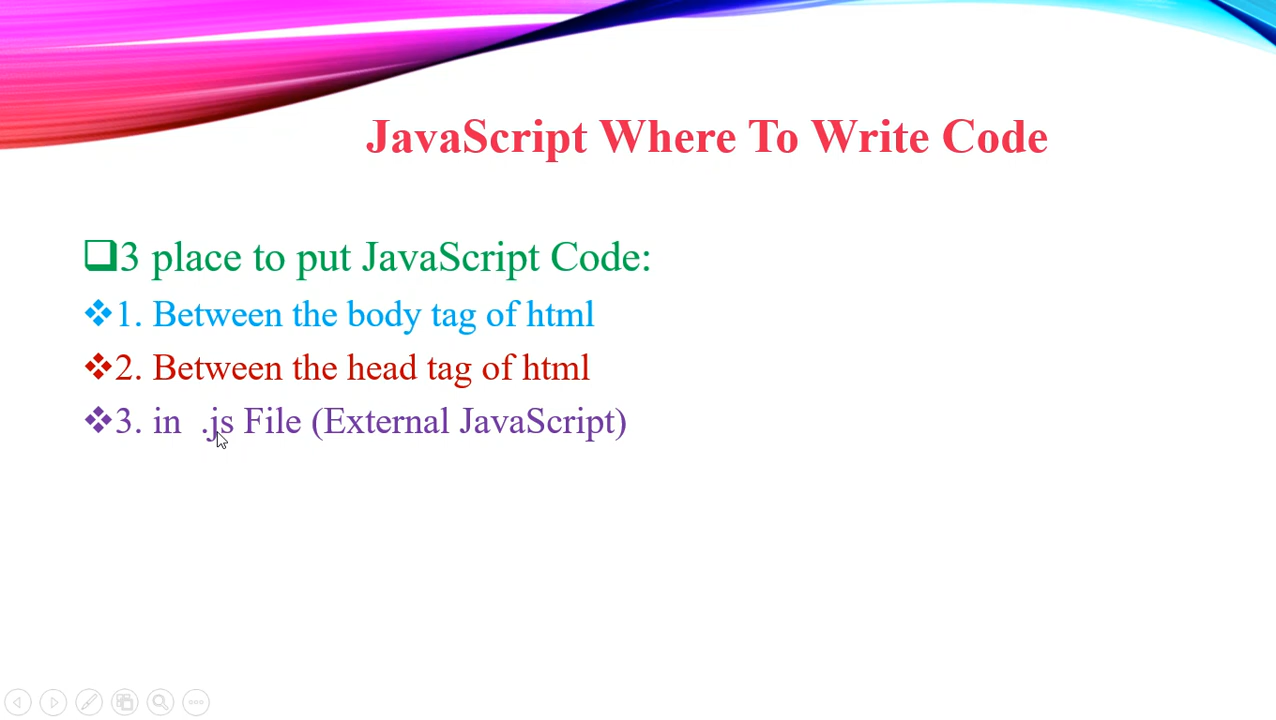 JavaScript Where To Write Code
3 place to put JavaScript Code:
1. Between the body tag of html
2. Between the head tag of html
3. in .js File (External JavaScript)